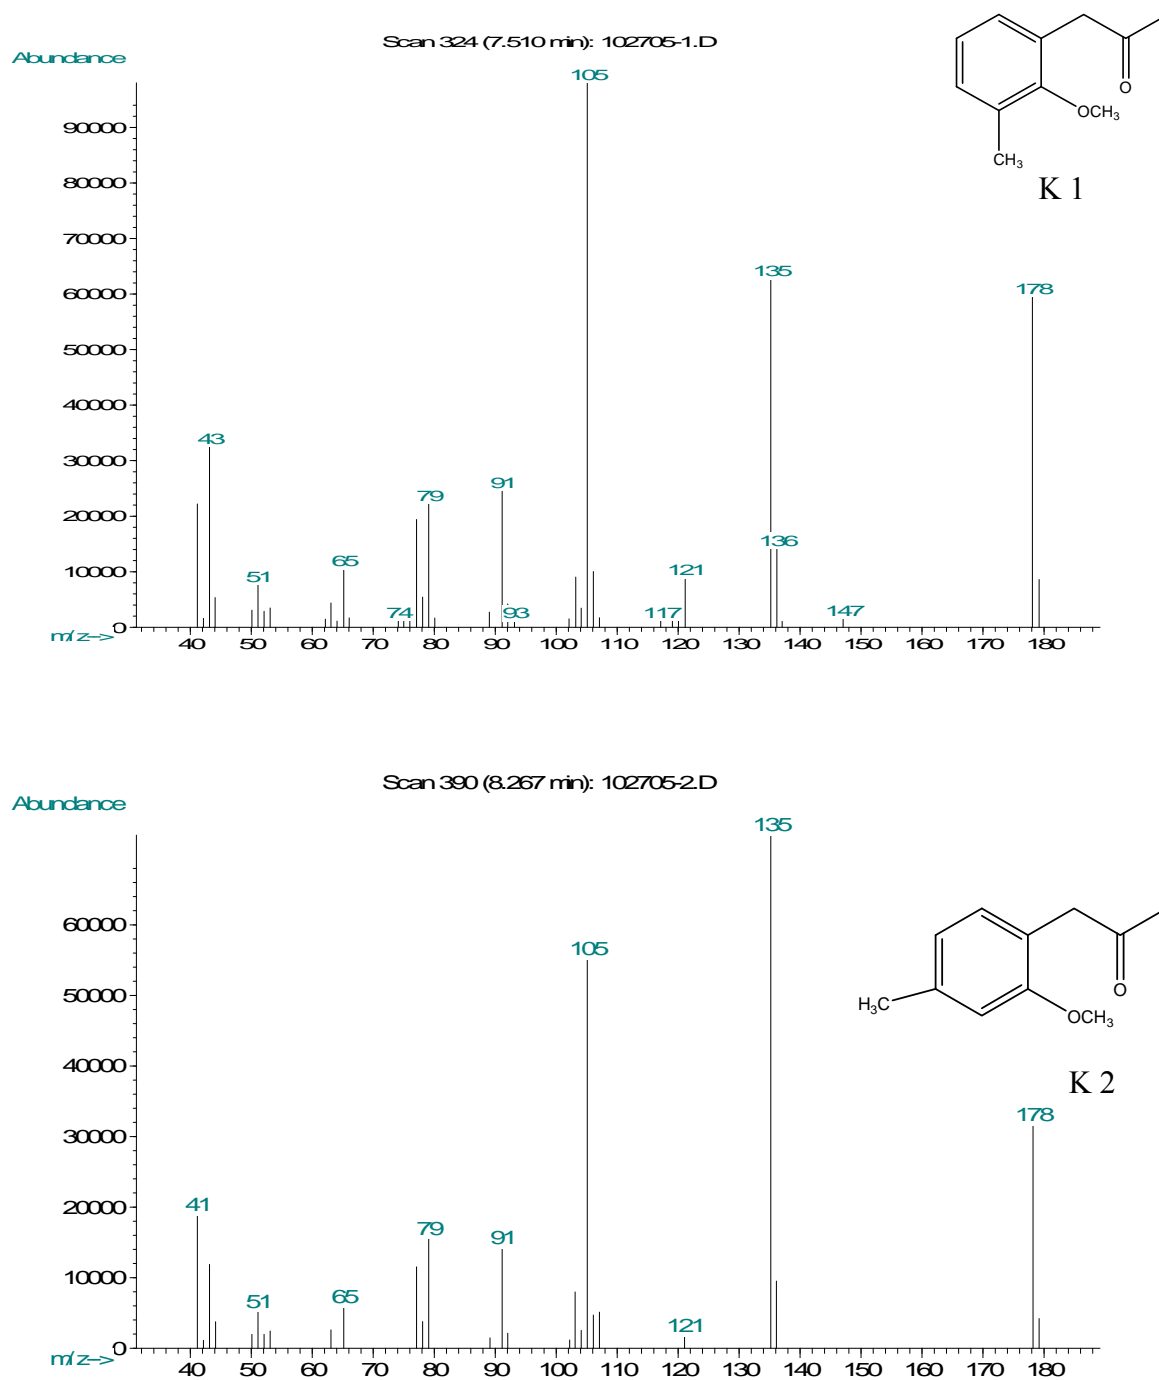 Scan 324 (7.510 min): 102705-1.D
Abundance
105
90000
80000
70000
60000
50000
40000
30000
20000
10000
0
m/z-->
135
178
43
91
79
136
65
51
121
74
93
117
147
40 50 60 70 80 90 100 110 120 130 140 150 160 170 180
O
OCH3
CH3
K 1
Scan 390 (8.267 min): 102705-2.D
Abundance
135
60000
50000
40000
30000
20000
10000
0
m/z-->
105
178
41
79
91
65
51
121
40 50 60 70 80 90 100 110 120 130 140 150 160 170 180
O
H3C
OCH3
K 2